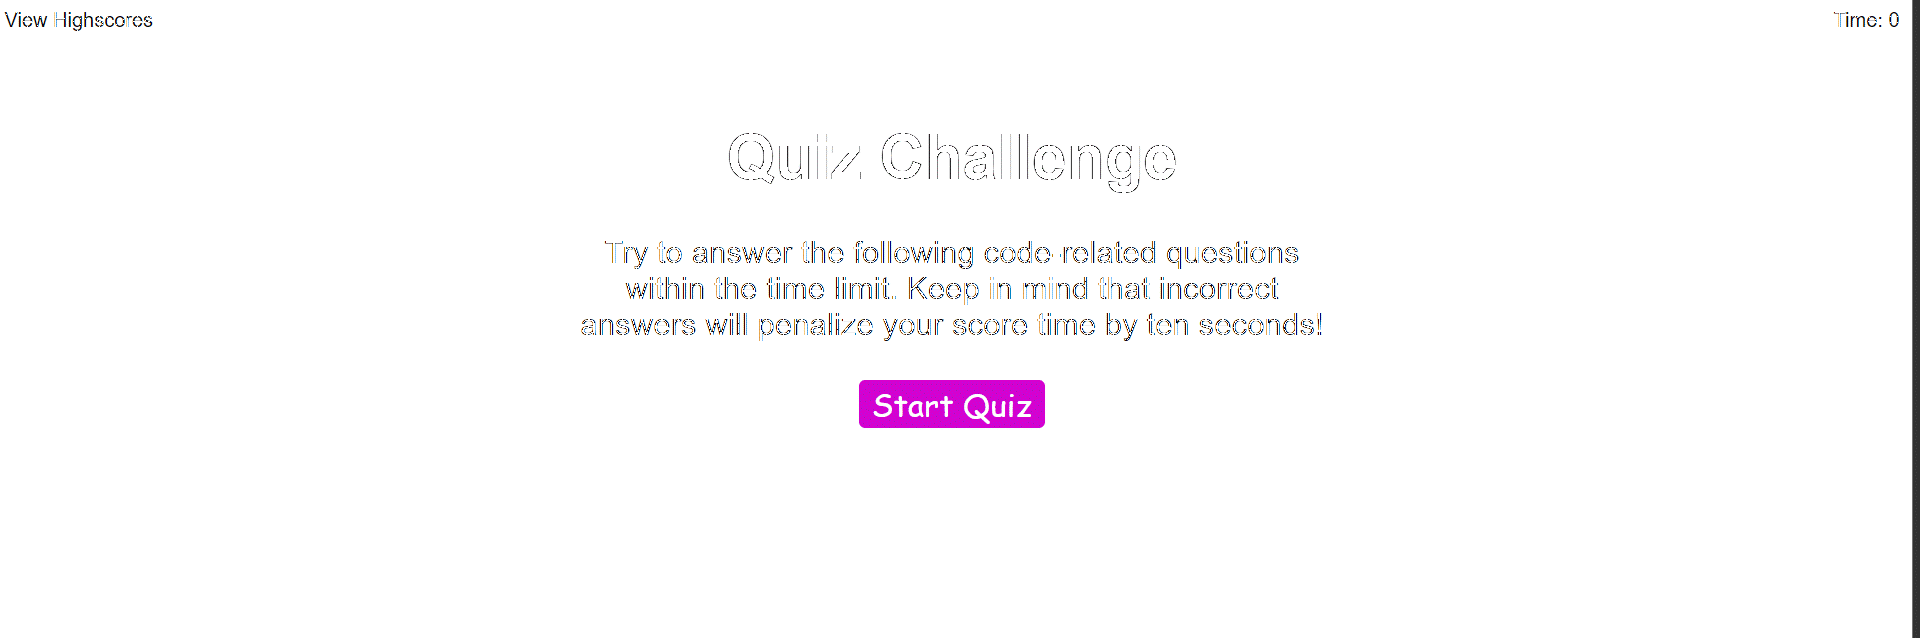 View Highscores
Time: 0
Quiz Challenge
Try to answer the following code-related questions
within the time limit. Keep in mind that incorrect
answers will penalize your score time by ten seconds!
Start Quiz